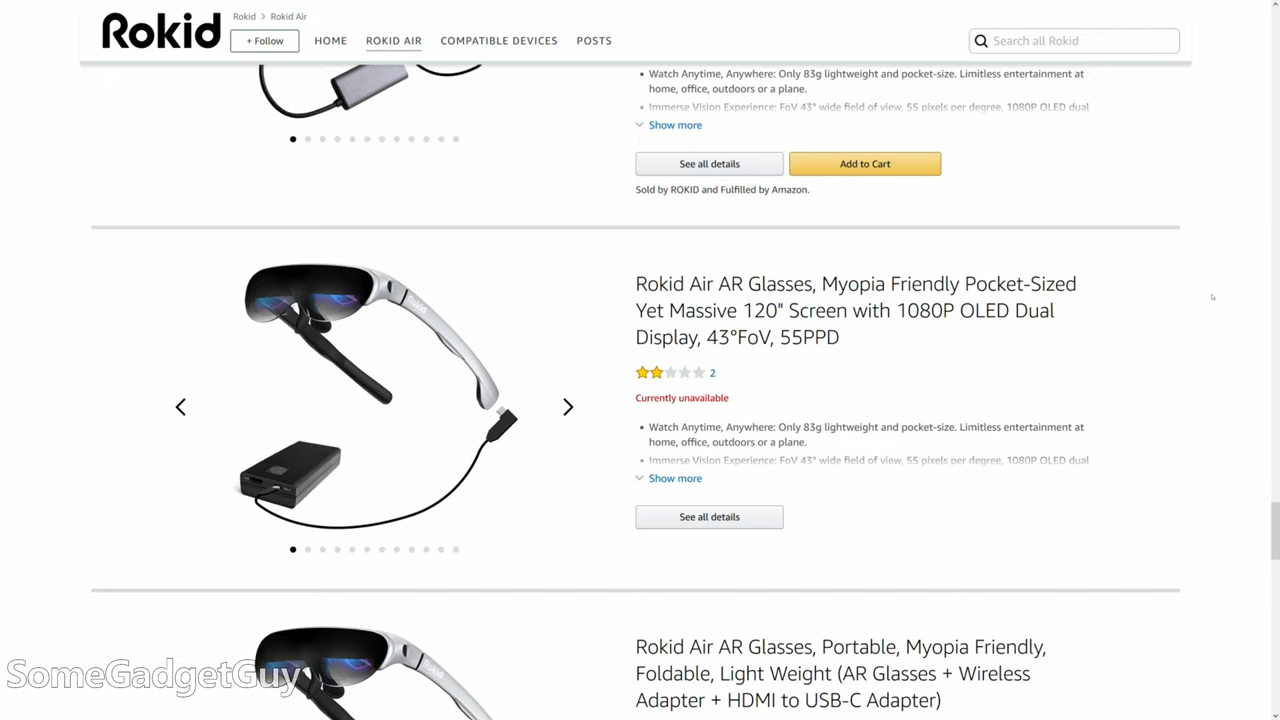 Rokid
Rokid > Rokid Air
+ Follow
HOME
ROKID AIR
COMPATIBLE DEVICES
POSTS
Search all Rokid
• Watch Anytime, Anywhere: Only 83g lightweight and pocket-size. Limitless entertainment at
home, office, outdoors or a plane.
• Immerse Vision Experience: FoV 43° wide field of view, 55 pixels per degree, 1080P OLED dual
Show more
See all details
Add to Cart
Sold by ROKID and Fulfilled by Amazon.
Rokid
Rokid Air AR Glasses, Myopia Friendly Pocket-Sized
Yet Massive 120" Screen with 1080P OLED Dual
Display, 43°FoV, 55PPD
2
Currently unavailable
• Watch Anytime, Anywhere: Only 83g lightweight and pocket-size. Limitless entertainment at
home, office, outdoors or a plane.
• Immerse Vision Experience: FoV 43° wide field of view, 55 pixels per degree, 1080P OLED dual
Show more
See all details
Rokid
Rokid Air AR Glasses, Portable, Myopia Friendly,
Foldable, Light Weight (AR Glasses + Wireless
Adapter + HDMI to USB-C Adapter)
SomeGadgetGuy